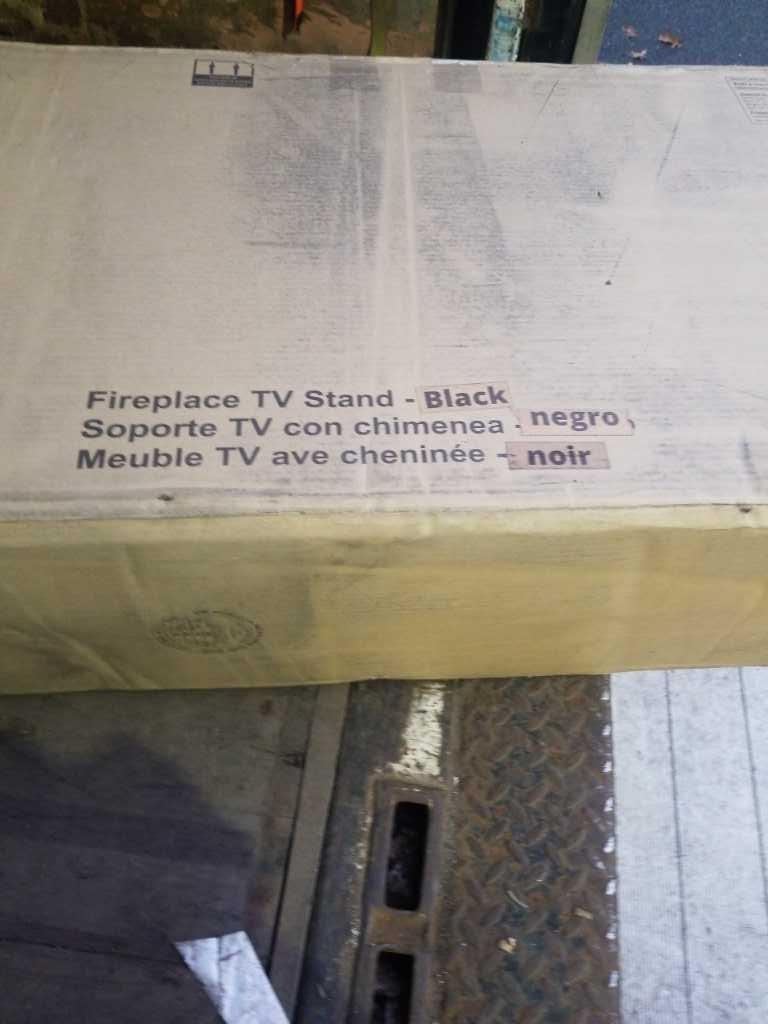 Fireplace TV Stand - Black
Soporte TV con chimenea - negro
Meuble TV ave cheninée - noir